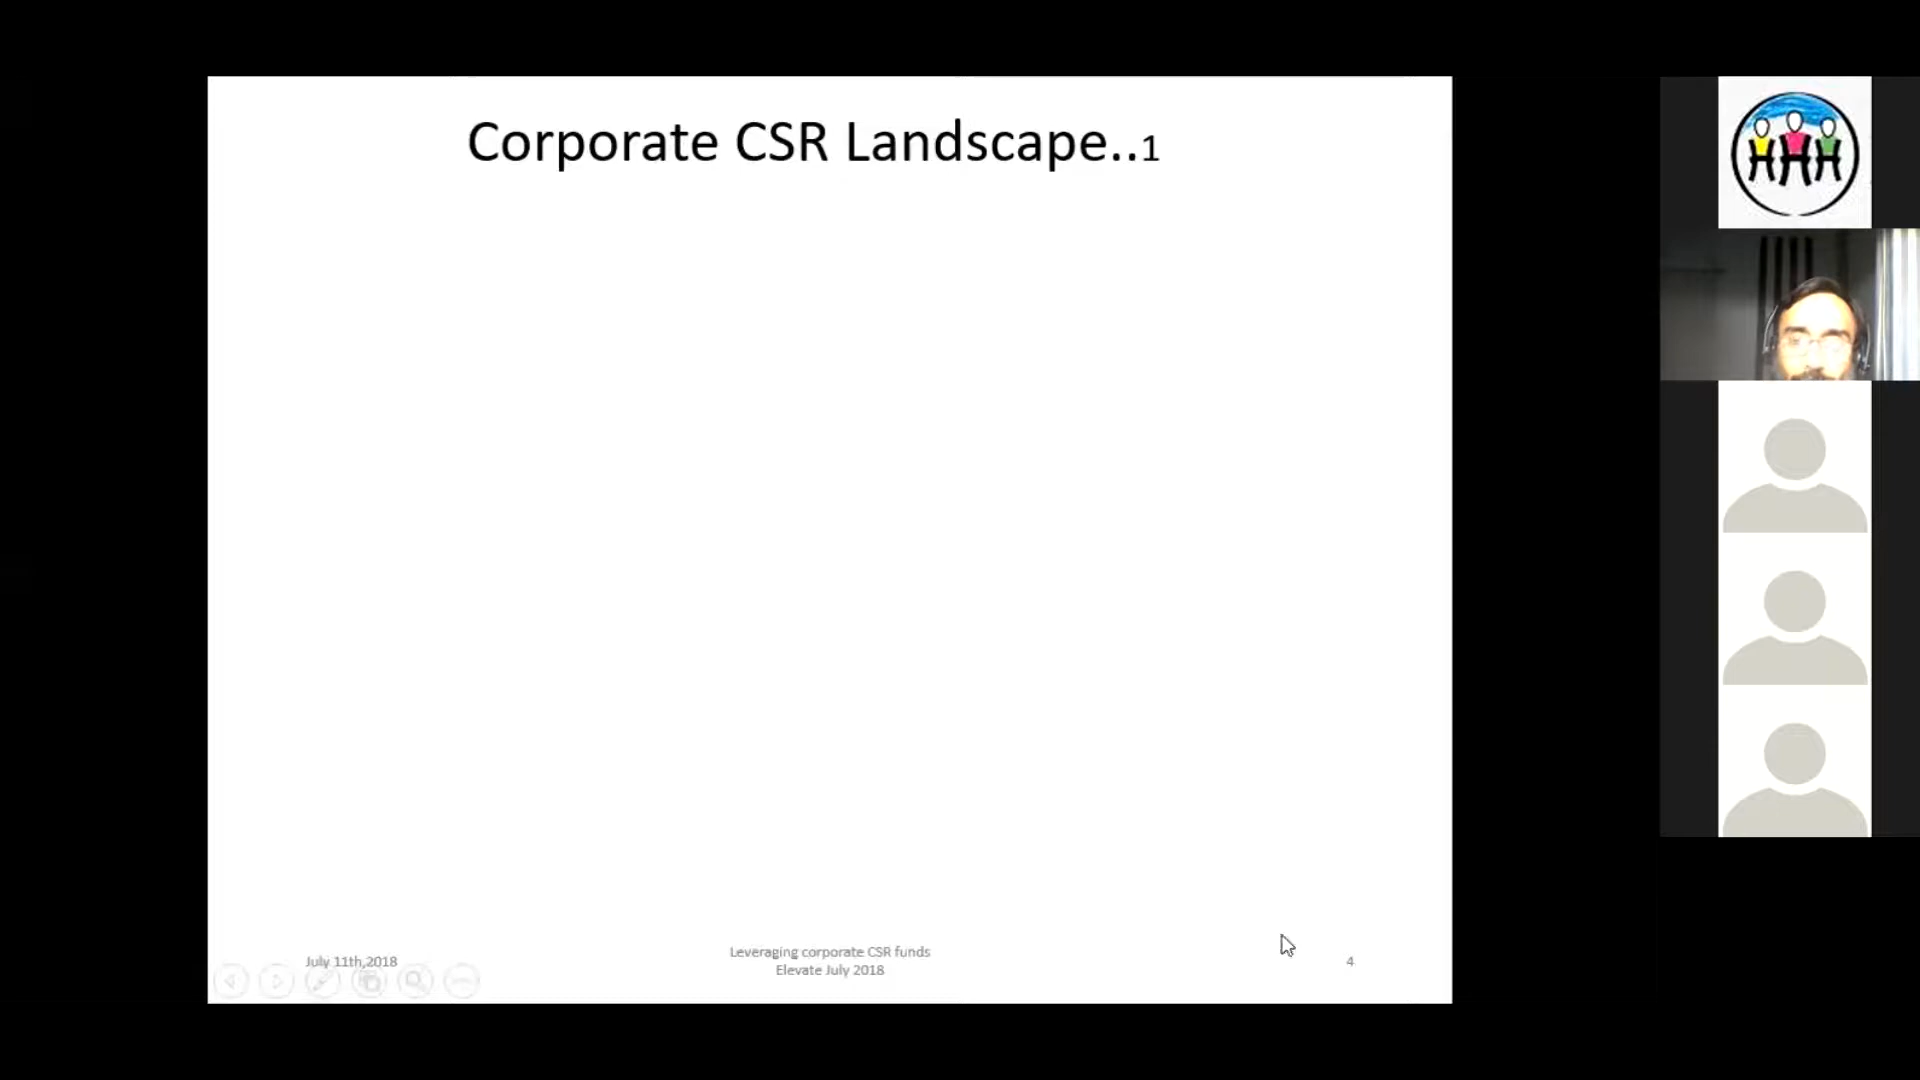 Corporate CSR Landscape..1
July 11th,2018
Leveraging corporate CSR funds
Elevate July 2018
4